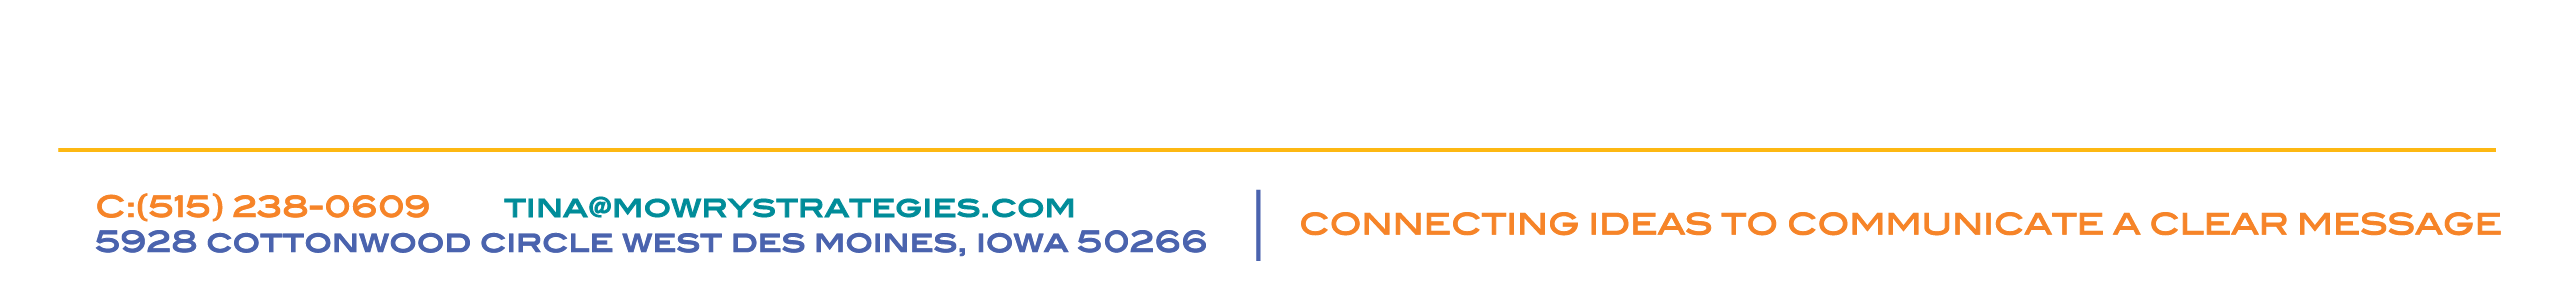 C:(515) 238-0609 TINA@MOWRYSTRATEGIES.COM
5928 COTTONWOOD CIRCLE WEST DES MOINES, IOWA 50266
CONNECTING IDEAS TO COMMUNICATE A CLEAR MESSAGE